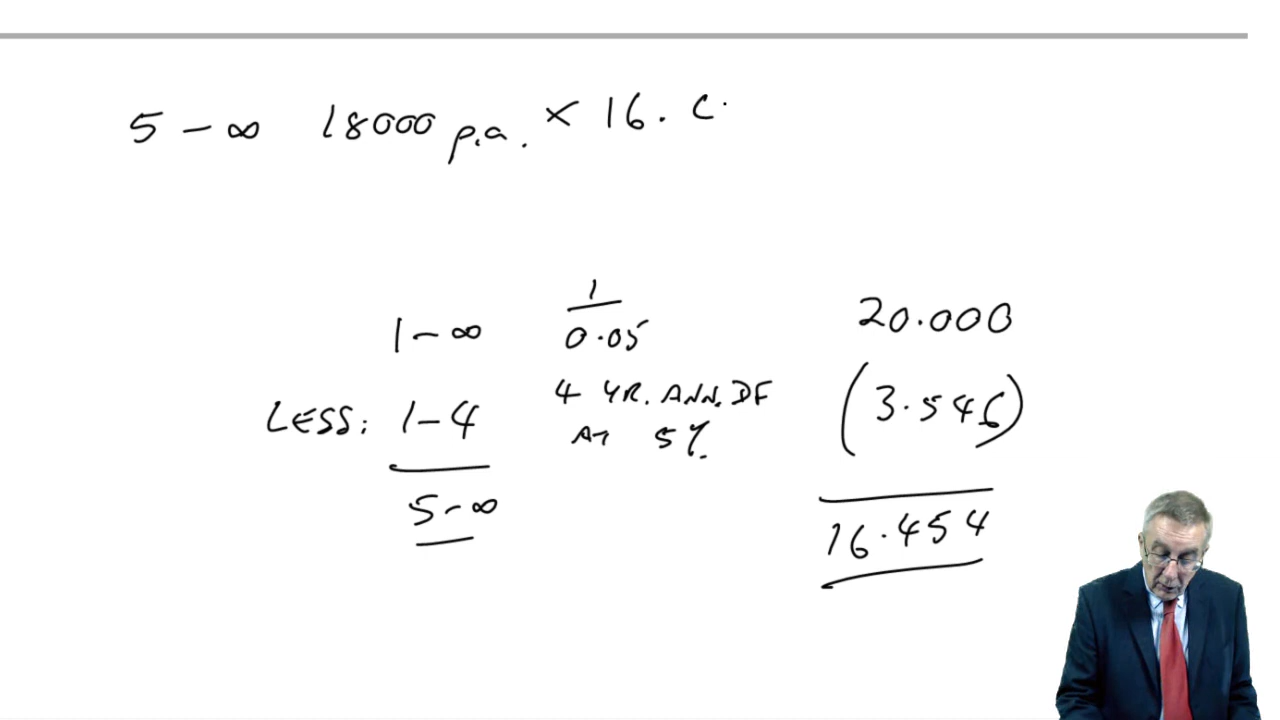 5 - ∞ 18000 p.a. × 16.
1 - ∞ 1/0.05 20.000
LESS: 1 - 4 4 YR. ANN. DF AT 5% (3.546)
5 - ∞ 16.454